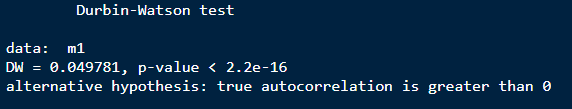 Durbin-Watson test
data:  m1
DW = 0.049781, p-value < 2.2e-16
alternative hypothesis: true autocorrelation is greater than 0